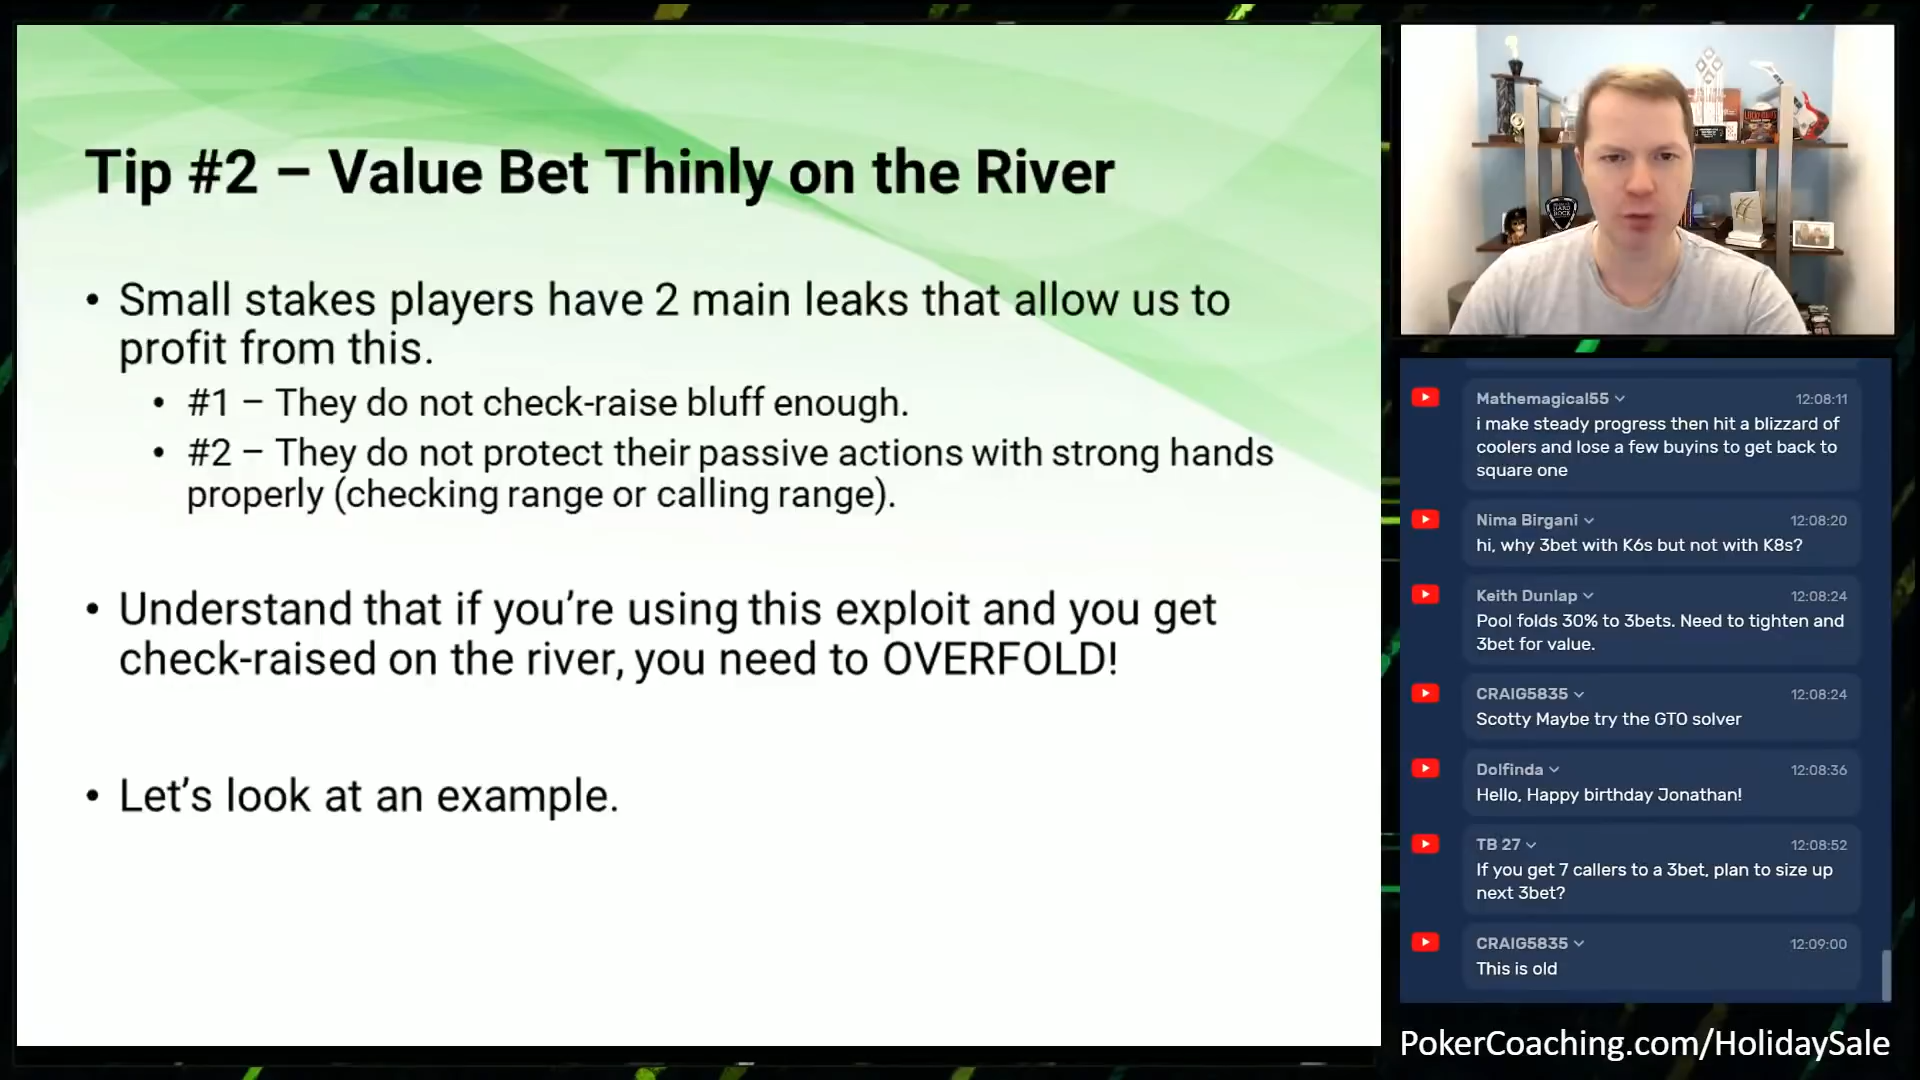 Tip #2 – Value Bet Thinly on the River
• Small stakes players have 2 main leaks that allow us to
profit from this.
• #1 – They do not check-raise bluff enough.
• #2 – They do not protect their passive actions with strong hands
properly (checking range or calling range).
• Understand that if you’re using this exploit and you get
check-raised on the river, you need to OVERFOLD!
• Let’s look at an example.
Mathemagical55 12:08:11
i make steady progress then hit a blizzard of
coolers and lose a few buyins to get back to
square one
Nima Birgani 12:08:20
hi, why 3bet with K6s but not with K8s?
Keith Dunlap 12:08:24
Pool folds 30% to 3bets. Need to tighten and
3bet for value.
CRAIG5835 12:08:24
Scotty Maybe try the GTO solver
Dolfinda 12:08:36
Hello, Happy birthday Jonathan!
TB 27 12:08:52
If you get 7 callers to a 3bet, plan to size up
next 3bet?
CRAIG5835 12:09:00
This is old
PokerCoaching.com/HolidaySale